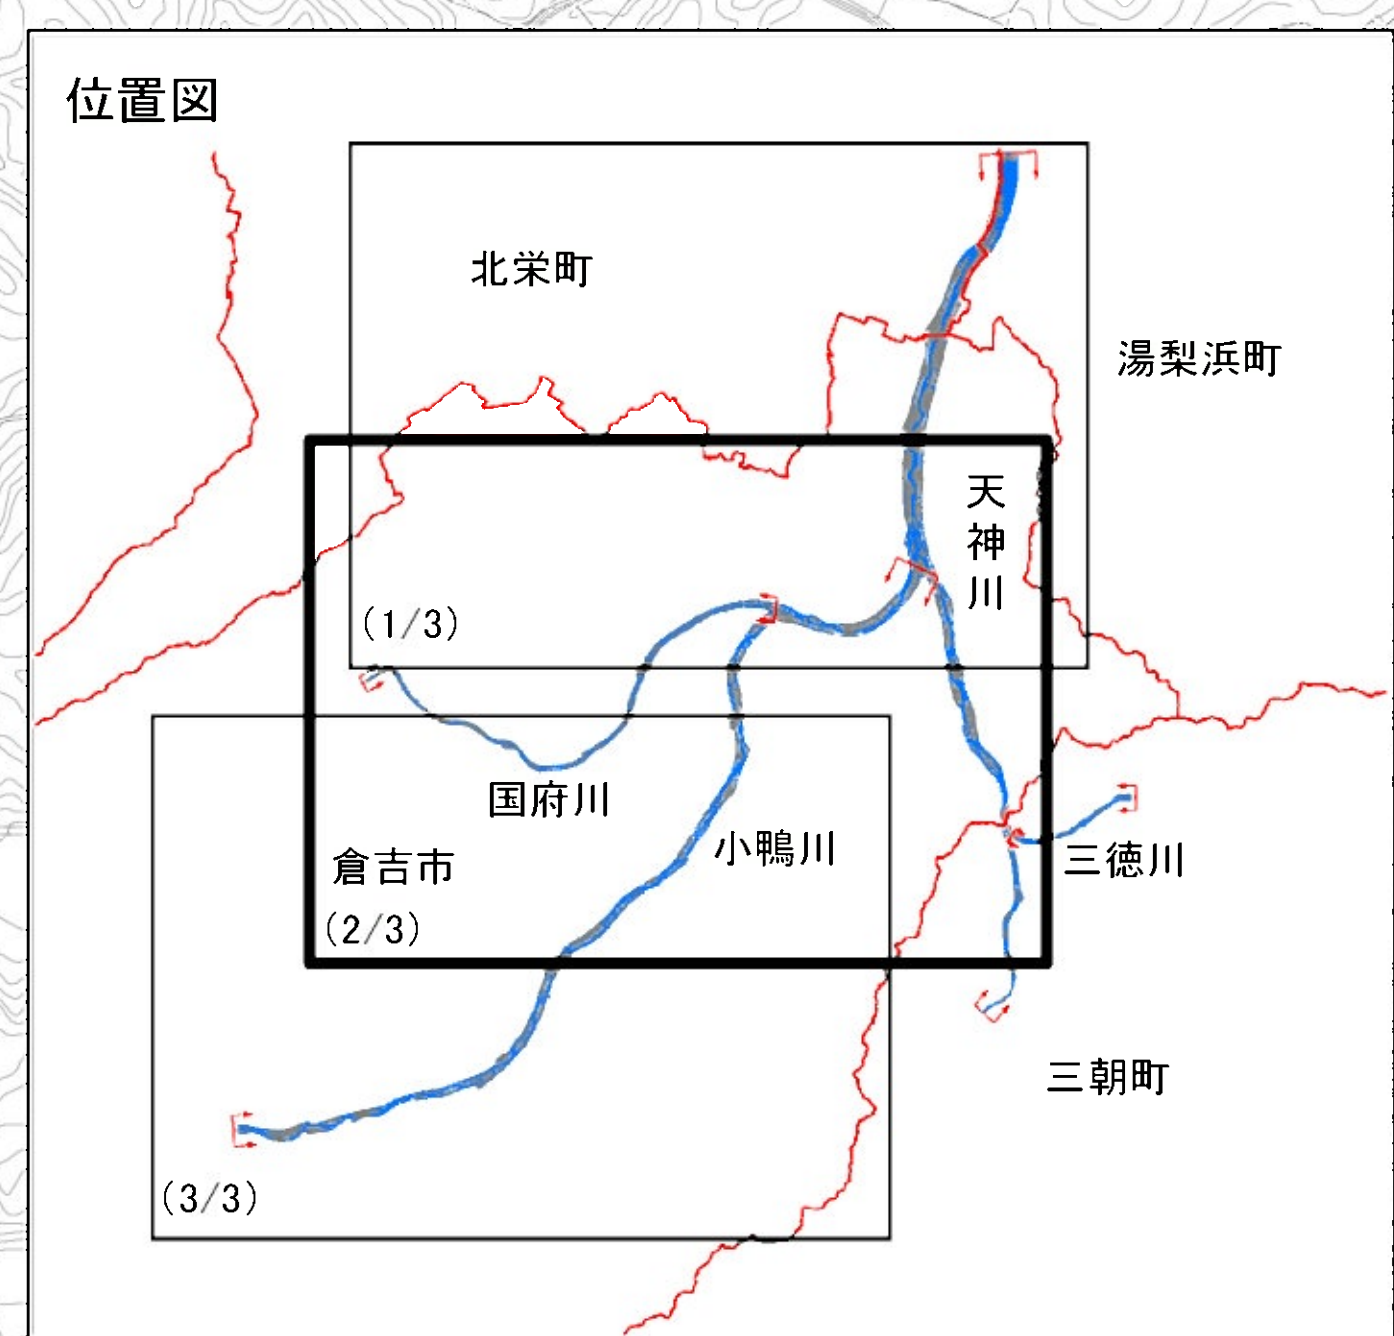 位置図
北栄町
湯梨浜町
天神川
(1/3)
国府川
小鴨川
三徳川
倉吉市
(2/3)
三朝町
(3/3)